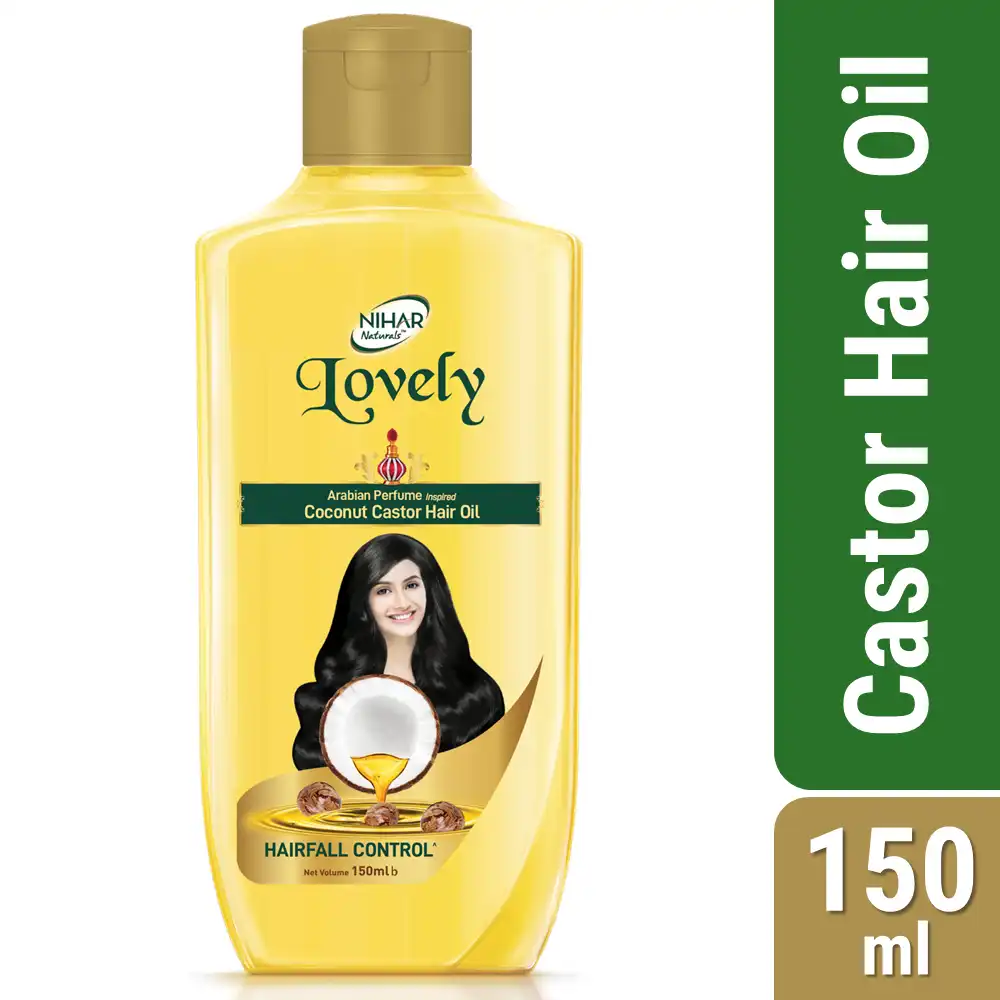 NIHAR
Naturals™
Lovely
Arabian Perfume Inspired
Coconut Castor Hair Oil
HAIRFALL CONTROL^
Net Volume 150ml b
Castor Hair Oil
150
ml